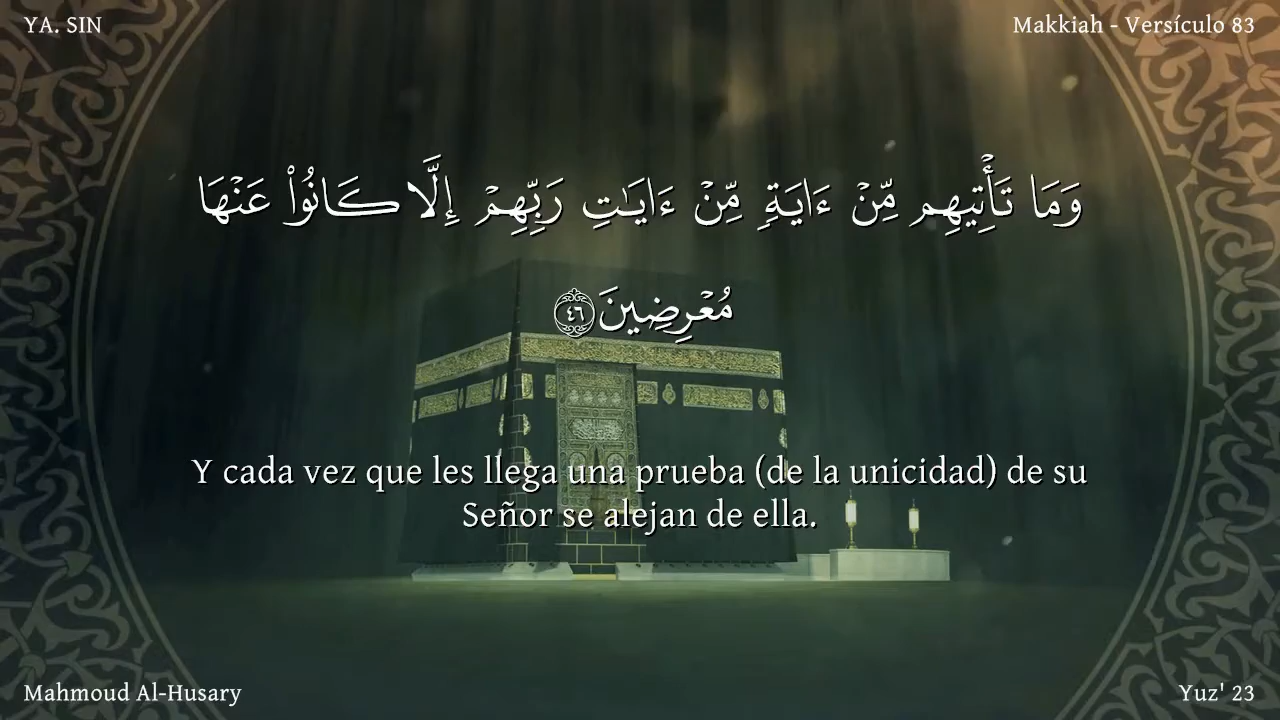 YA. SIN
Makkiah - Versículo 83
وَمَا تَأْتِيهِم مِّنْ ءَايَةٍ مِّنْ ءَايَـٰتِ رَبِّهِمْ إِلَّا كَانُوا۟ عَنْهَا
مُعْرِضِينَ ٤٦
Y cada vez que les llega una prueba (de la unicidad) de su
Señor se alejan de ella.
Mahmoud Al-Husary
Yuz' 23